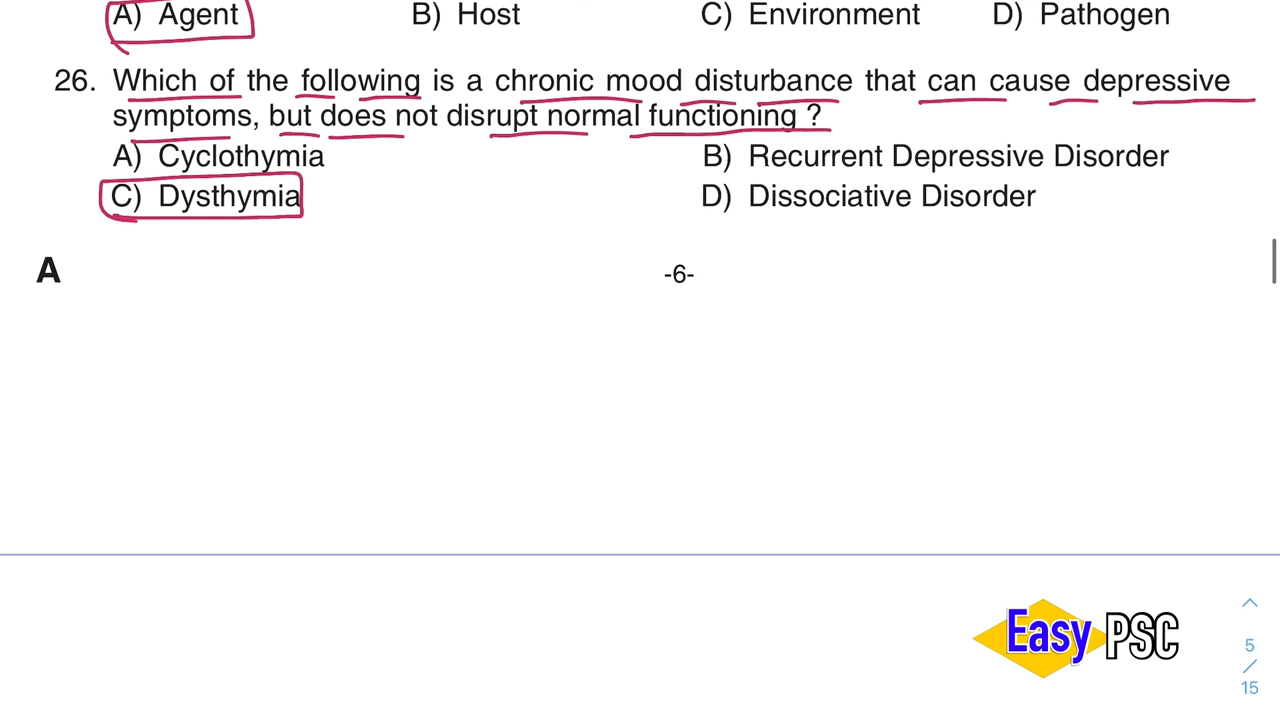 A) Agent B) Host C) Environment D) Pathogen
26. Which of the following is a chronic mood disturbance that can cause depressive
symptoms, but does not disrupt normal functioning ?
A) Cyclothymia B) Recurrent Depressive Disorder
C) Dysthymia D) Dissociative Disorder
A -6-
Easy PSC
5
/
15